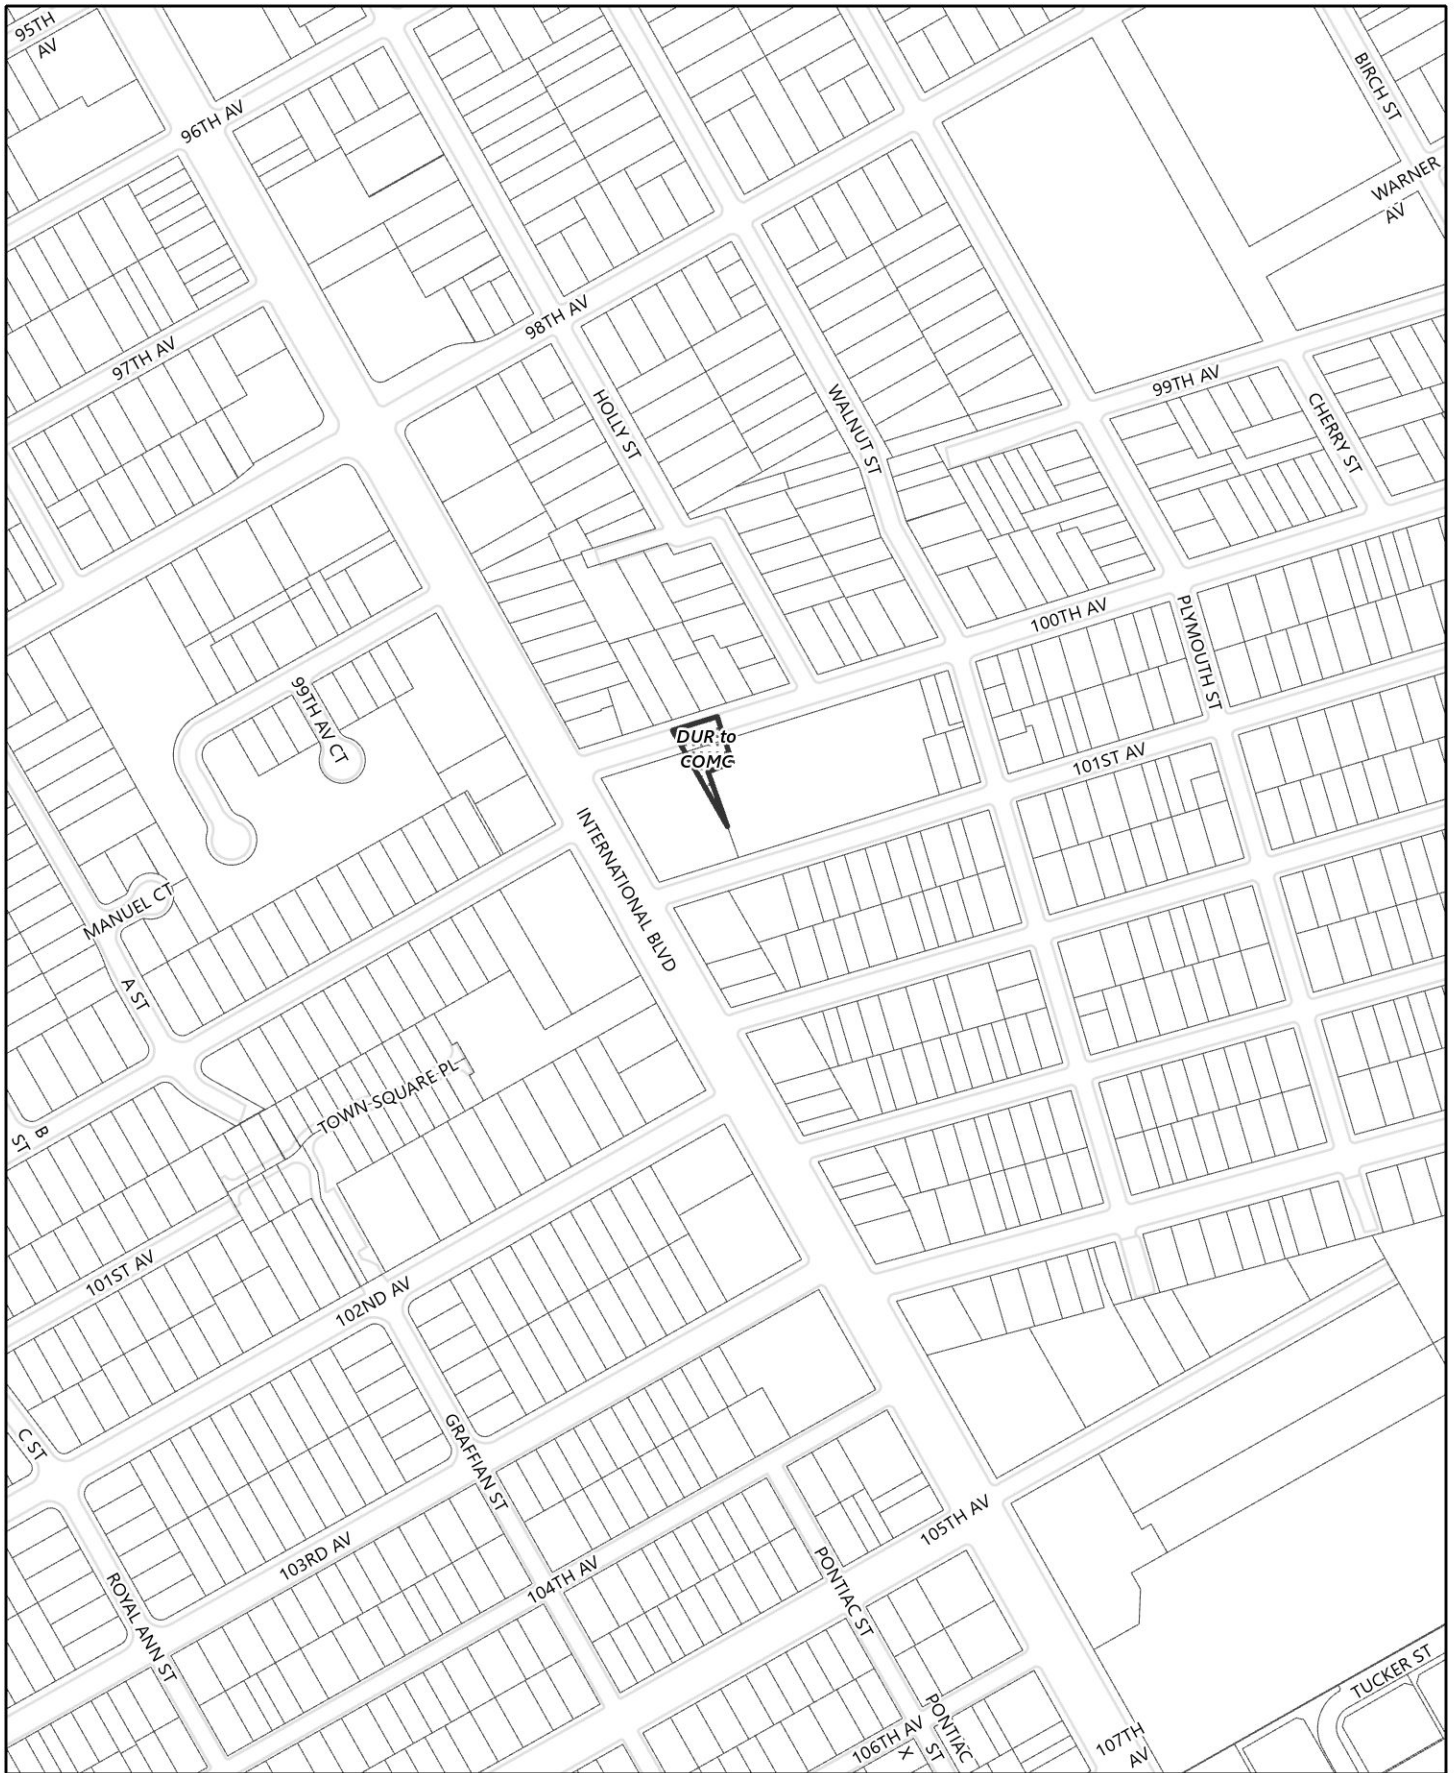 95TH
AV
BIRCH ST
96TH AV
WARNER
AV
98TH AV
97TH AV
99TH AV
HOLLY ST
WALNUT ST
CHERRY ST
100TH AV
PLYMOUTH ST
99TH AV CT
DUR to
COMC
101ST AV
INTERNATIONAL BLVD
MANUEL CT
A ST
TOWN SQUARE PL
B
ST
101ST AV
102ND AV
C ST
GRAFFIAN ST
105TH AV
103RD AV
104TH AV
PONTIAC ST
ROYAL ANN ST
TUCKER ST
PONTIAC
ST
106TH AV
X
107TH
AV